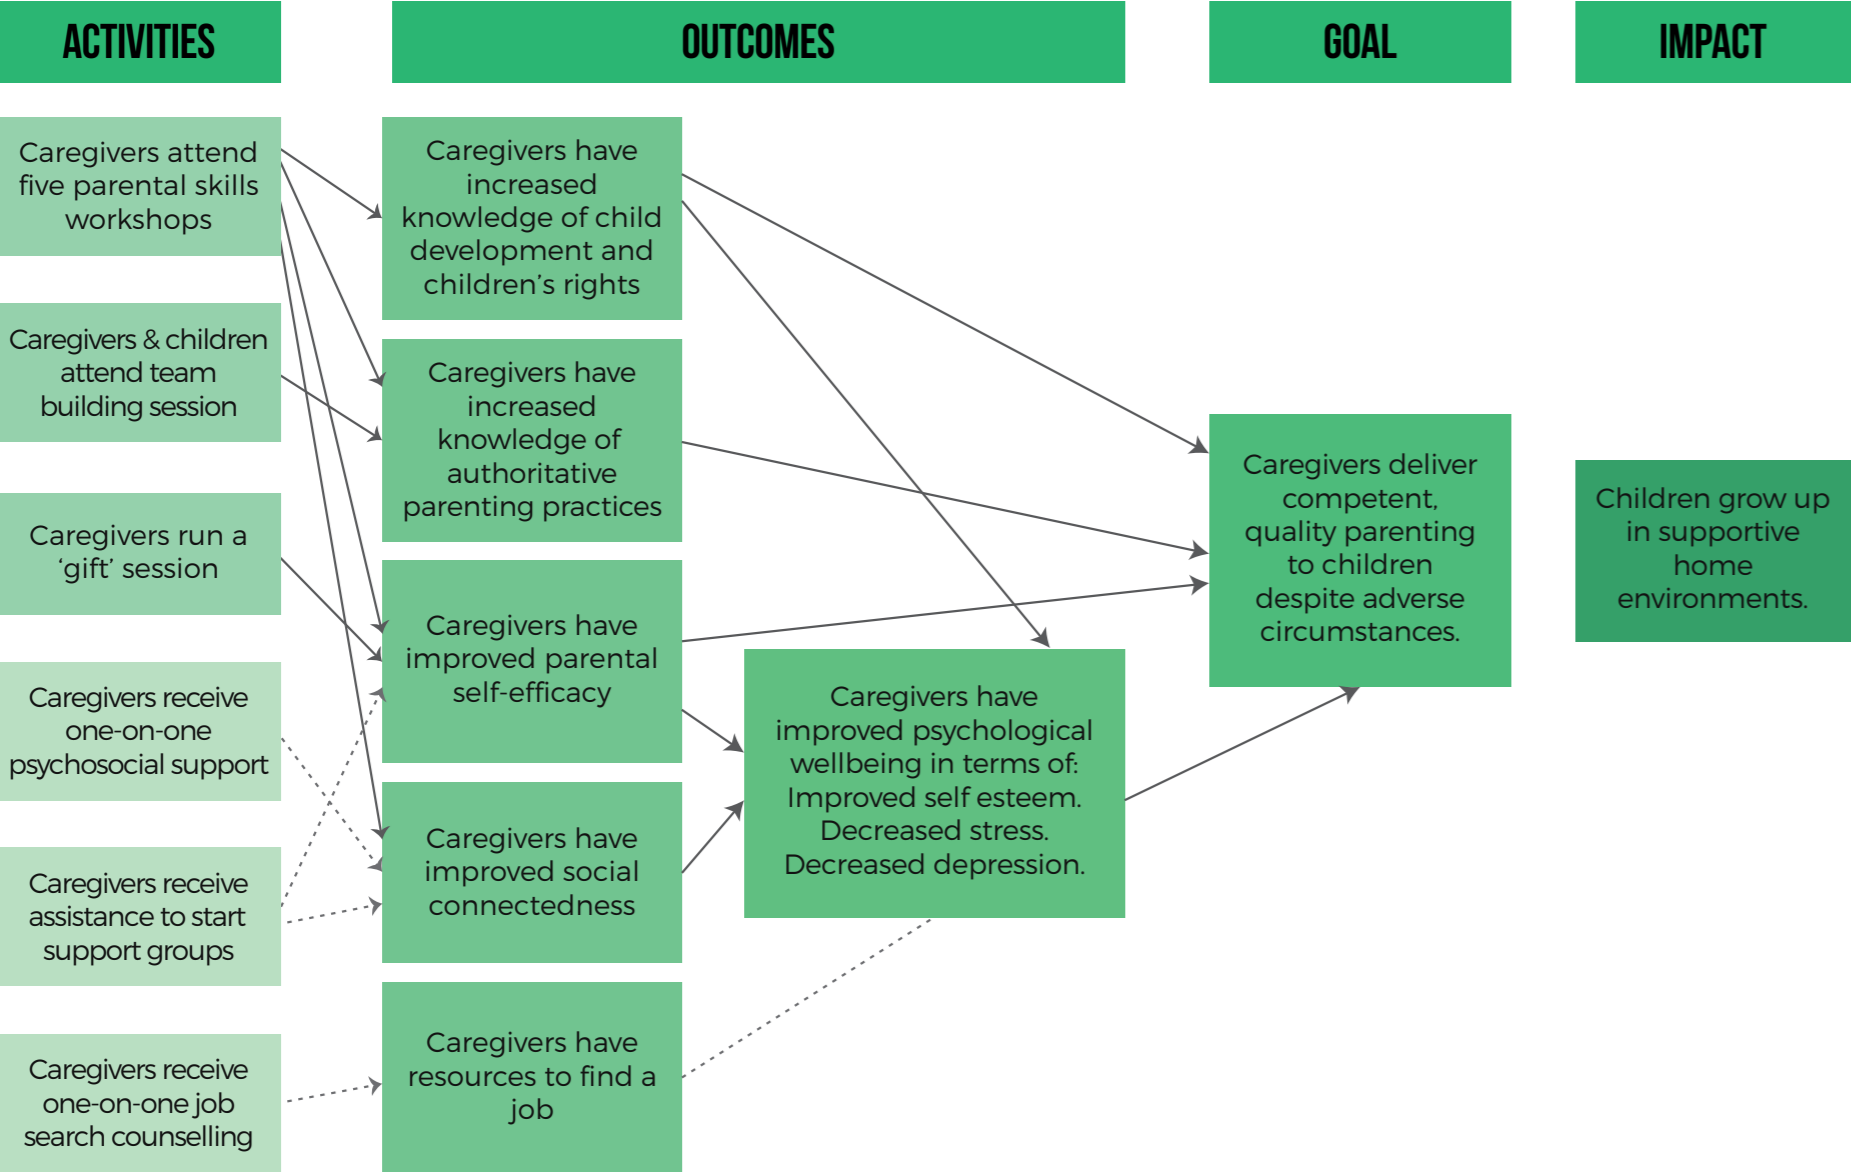 ACTIVITIES
OUTCOMES
GOAL
IMPACT
Caregivers attend
five parental skills
workshops
Caregivers & children
attend team
building session
Caregivers run a
‘gift’ session
Caregivers receive
one-on-one
psychosocial support
Caregivers receive
assistance to start
support groups
Caregivers receive
one-on-one job
search counselling
Caregivers have
increased
knowledge of child
development and
children’s rights
Caregivers have
increased
knowledge of
authoritative
parenting practices
Caregivers have
improved parental
self-efficacy
Caregivers have
improved social
connectedness
Caregivers have
resources to find a
job
Caregivers have
improved psychological
wellbeing in terms of:
Improved self esteem.
Decreased stress.
Decreased depression.
Caregivers deliver
competent,
quality parenting
to children
despite adverse
circumstances.
Children grow up
in supportive
home
environments.